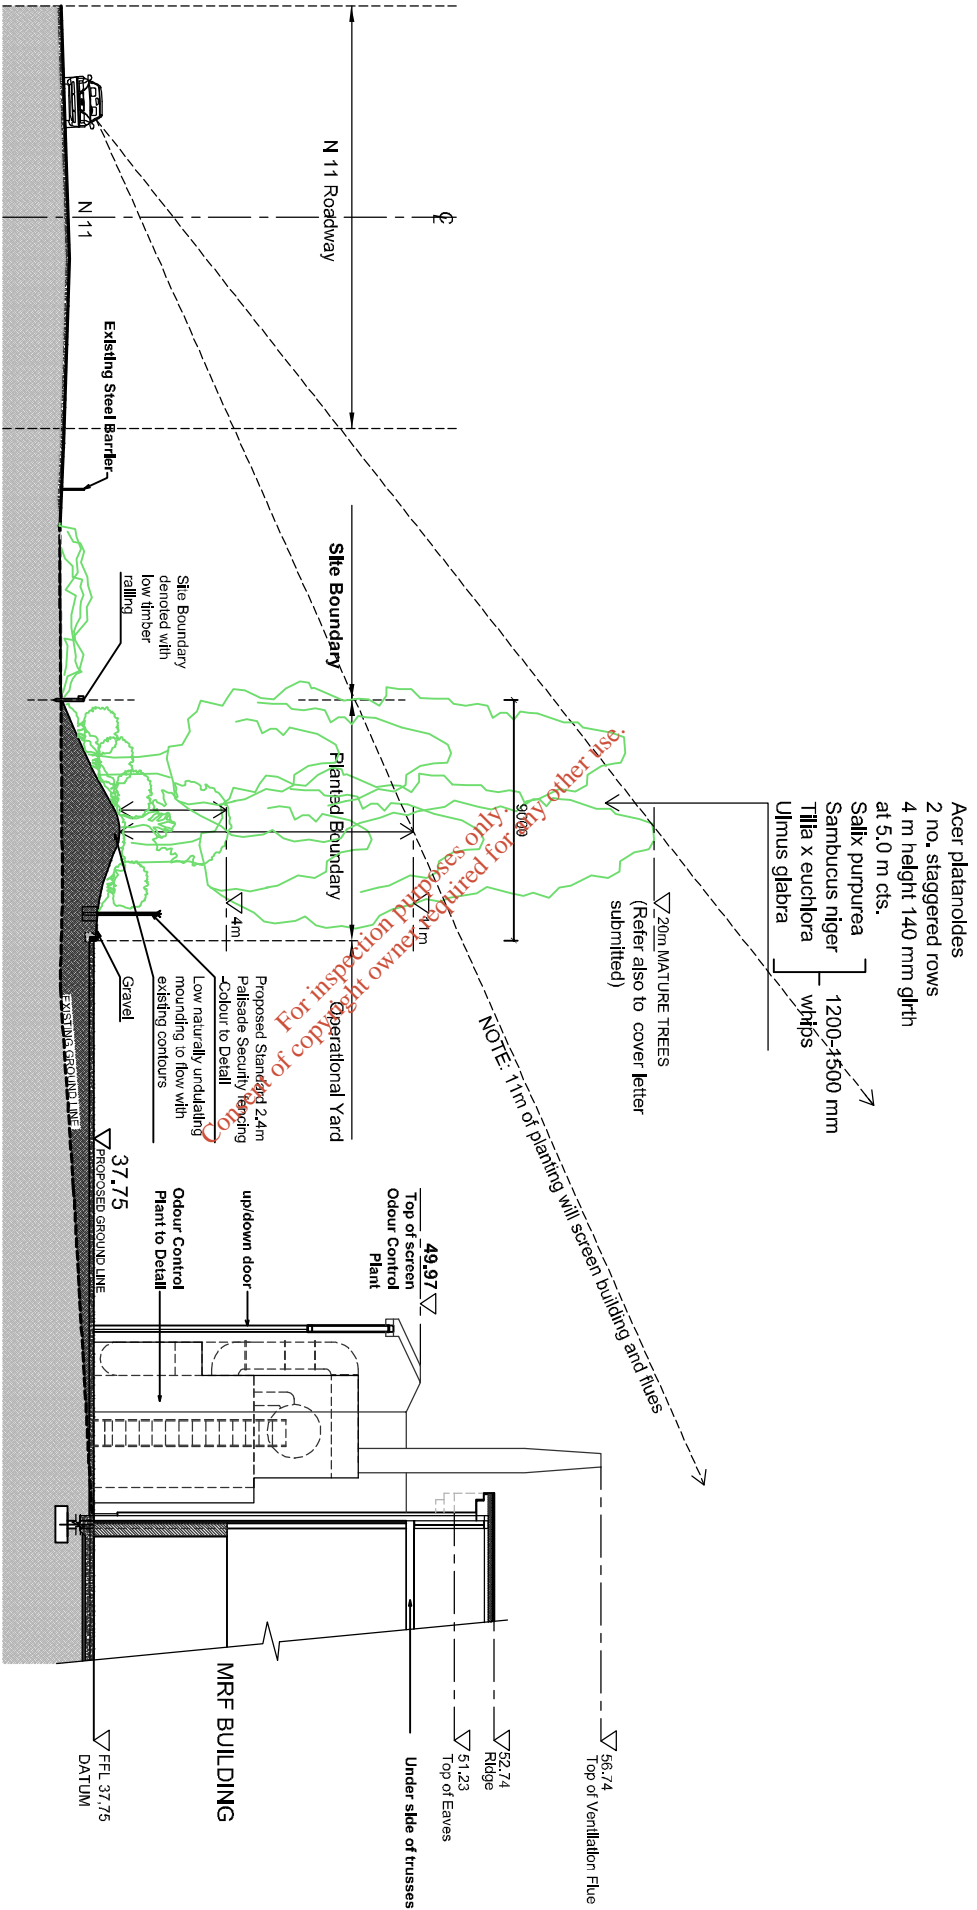 Acer platanoldes
2 no. staggered rows
4 m height 140 mm girth
at 5.0 m cts.
Salix purpurea
Sambucus niger
Tilia x euchlora
Ulmus glabra
1200-1500 mm
whips
20m MATURE TREES
(Refer also to cover letter
submitted)
NOTE: 11m of planting will screen building and flues
56.74
Top of Ventilation Flue
52.74
Ridge
51.23
Top of Eaves
Under side of trusses
49.97
Top of screen
Odour Control
Plant
℄
N 11 Roadway
Site Boundary
Planted Boundary
Operational Yard
9000
11m
4m
up/down door
Odour Control
Plant to Detail
MRF BUILDING
Proposed Standard 2.4m
Palisade Security fencing
-Colour to Detail
Low naturally undulating
mounding to flow with
existing contours
Gravel
Site Boundary
denoted with
low timber
railing
Existing Steel Barrier
N 11
37.75
PROPOSED GROUND LINE
EXISTING GROUND LINE
FFL 37,75
DATUM
For inspection purposes only.
Consent of copyright owner required for any other use.